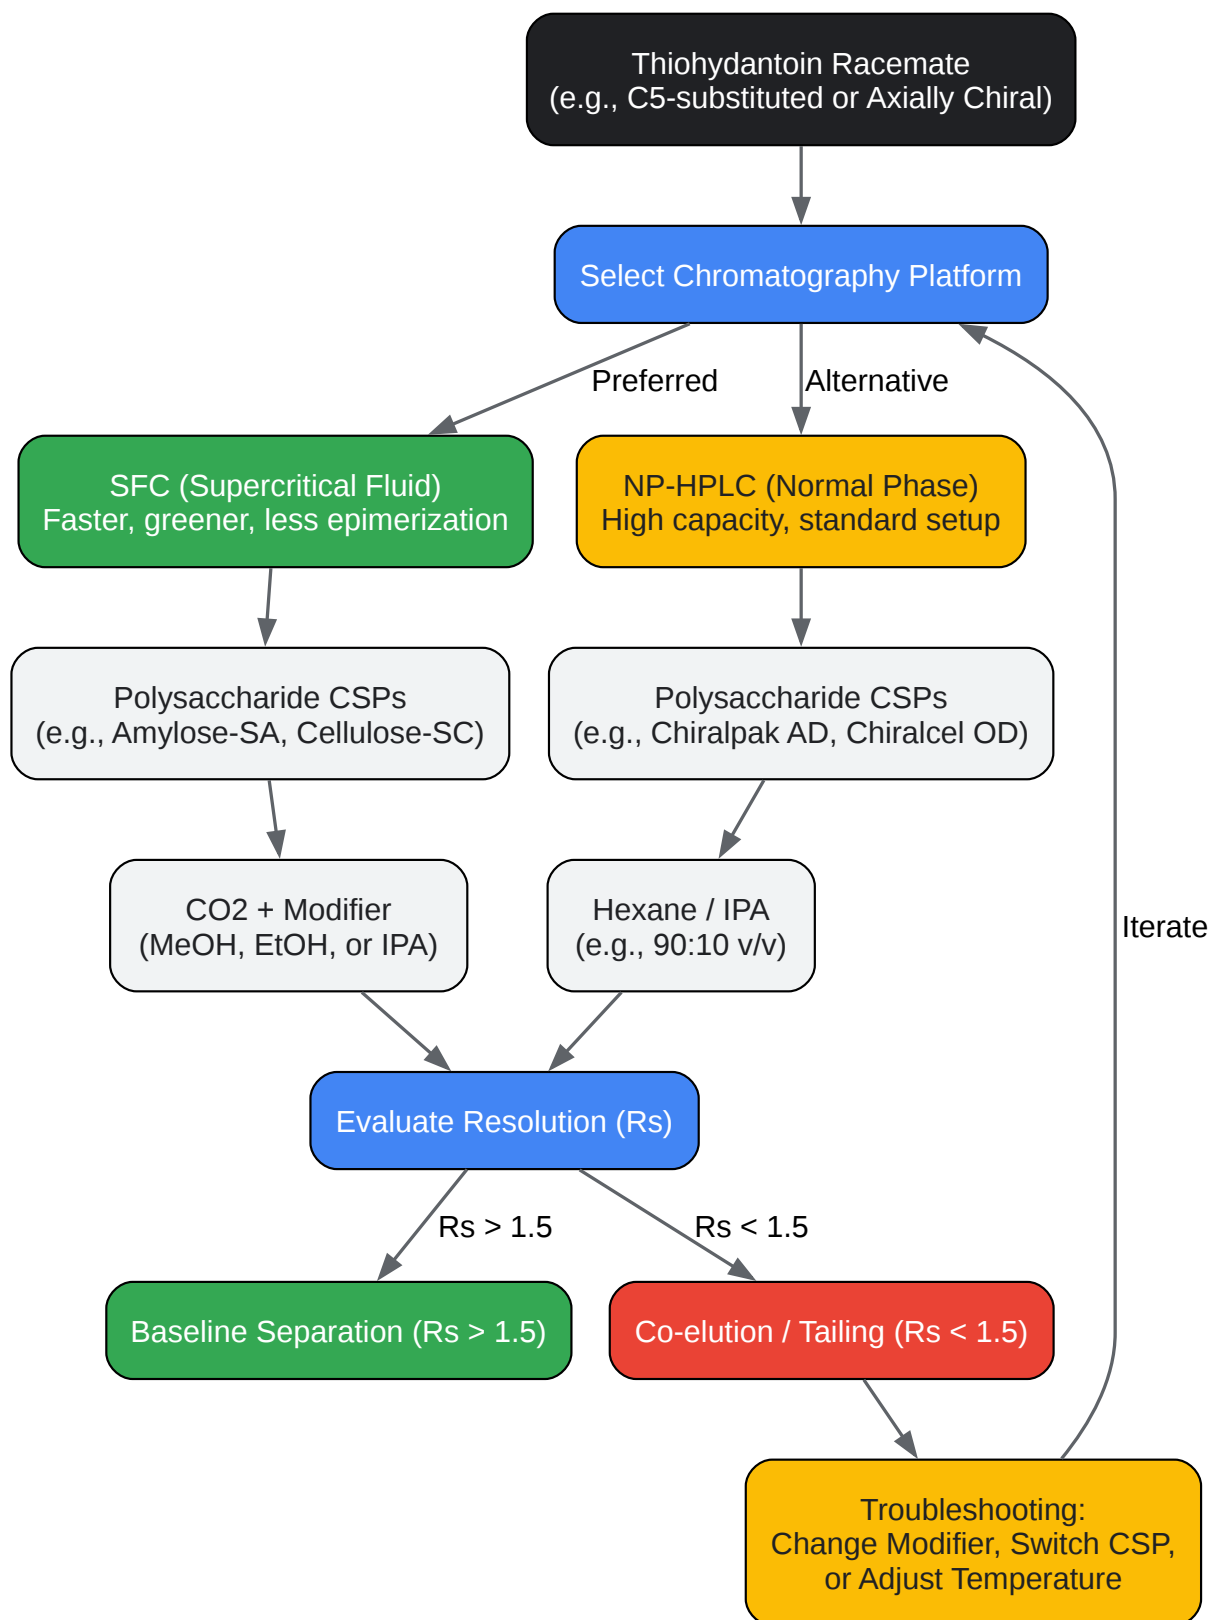 Thiohydantoin Racemate
(e.g., C5-substituted or Axially Chiral)
Select Chromatography Platform
Preferred
Alternative
SFC (Supercritical Fluid)
Faster, greener, less epimerization
NP-HPLC (Normal Phase)
High capacity, standard setup
Polysaccharide CSPs
(e.g., Amylose-SA, Cellulose-SC)
Polysaccharide CSPs
(e.g., Chiralpak AD, Chiralcel OD)
CO2 + Modifier
(MeOH, EtOH, or IPA)
Hexane / IPA
(e.g., 90:10 v/v)
Iterate
Evaluate Resolution (Rs)
Rs > 1.5
Rs < 1.5
Baseline Separation (Rs > 1.5)
Co-elution / Tailing (Rs < 1.5)
Troubleshooting:
Change Modifier, Switch CSP,
or Adjust Temperature